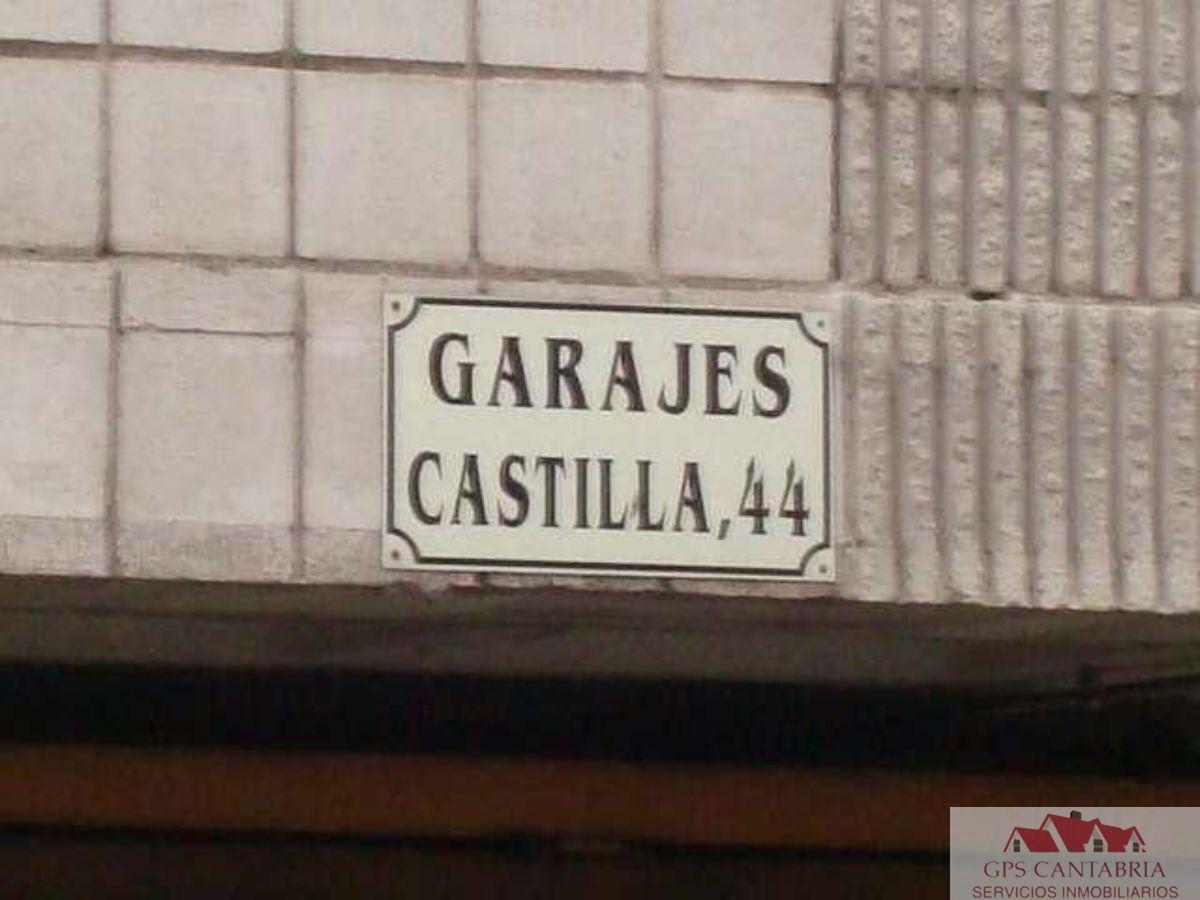 GARAJES
CASTILLA, 44
GPS CANTABRIA
SERVICIOS INMOBILIARIOS